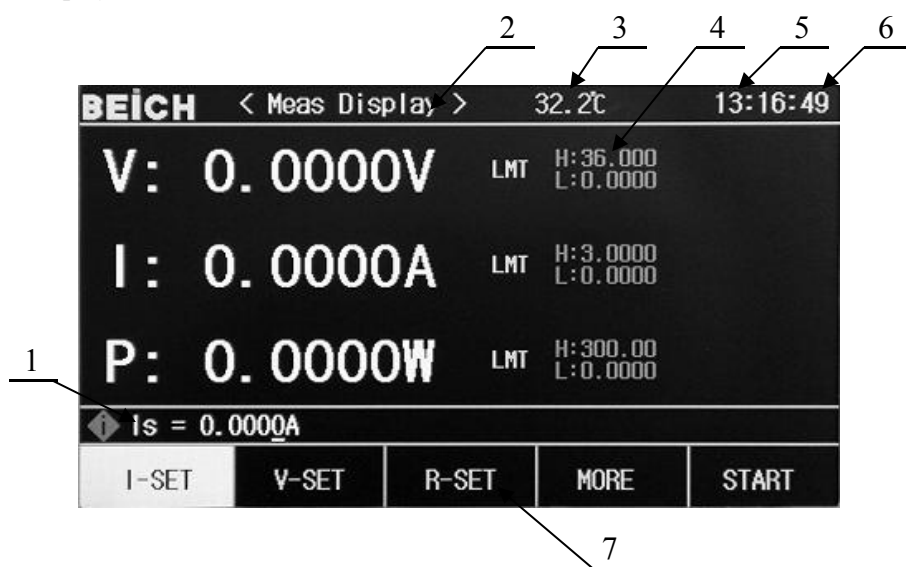 2 3 4 5 6
BEİCH < Meas Display > 32.2℃ 13:16:49
V: 0.0000V LMT H:36.000
L:0.0000
I: 0.0000A LMT H:3.0000
L:0.0000
P: 0.0000W LMT H:300.00
L:0.0000
1
i Is = 0.0000A
I-SET V-SET R-SET MORE START
7